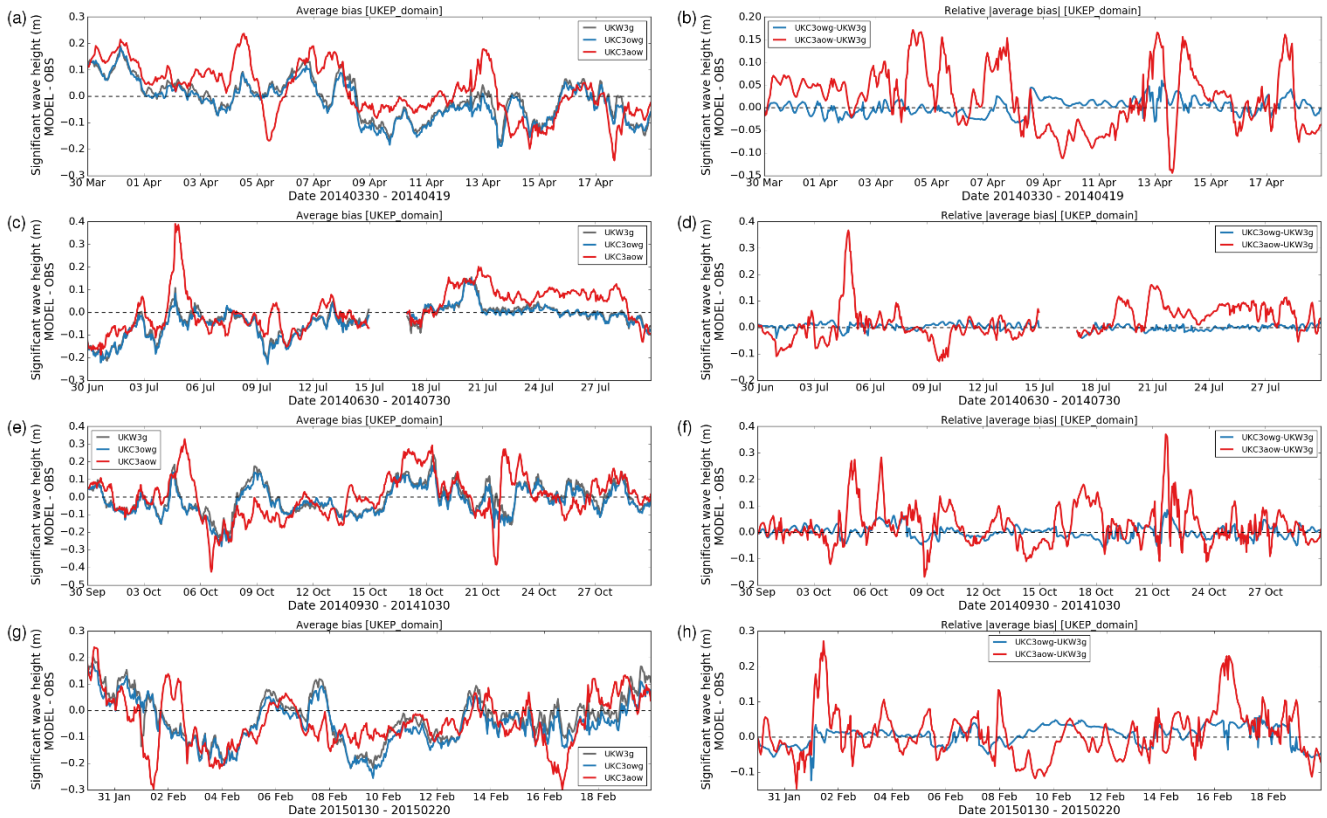 (a)
Average bias [UKEP_domain]
Significant wave height (m)
MODEL - OBS
0.3
0.2
0.1
0.0
−0.1
−0.2
−0.3
UKW3g
UKC3owg
UKC3aow
30 Mar 01 Apr 03 Apr 05 Apr 07 Apr 09 Apr 11 Apr 13 Apr 15 Apr 17 Apr
Date 20140330 - 20140419
(b)
Relative |average bias| [UKEP_domain]
Significant wave height (m)
MODEL - OBS
0.20
0.15
0.10
0.05
0.00
−0.05
−0.10
−0.15
UKC3owg-UKW3g
UKC3aow-UKW3g
30 Mar 01 Apr 03 Apr 05 Apr 07 Apr 09 Apr 11 Apr 13 Apr 15 Apr 17 Apr
Date 20140330 - 20140419
(c)
Average bias [UKEP_domain]
Significant wave height (m)
MODEL - OBS
0.4
0.3
0.2
0.1
0.0
−0.1
−0.2
−0.3
UKW3g
UKC3owg
UKC3aow
30 Jun 03 Jul 06 Jul 09 Jul 12 Jul 15 Jul 18 Jul 21 Jul 24 Jul 27 Jul
Date 20140630 - 20140730
(d)
Relative |average bias| [UKEP_domain]
Significant wave height (m)
MODEL - OBS
0.4
0.3
0.2
0.1
0.0
−0.1
−0.2
UKC3owg-UKW3g
UKC3aow-UKW3g
30 Jun 03 Jul 06 Jul 09 Jul 12 Jul 15 Jul 18 Jul 21 Jul 24 Jul 27 Jul
Date 20140630 - 20140730
(e)
Average bias [UKEP_domain]
Significant wave height (m)
MODEL - OBS
0.4
0.3
0.2
0.1
0.0
−0.1
−0.2
−0.3
−0.4
−0.5
UKW3g
UKC3owg
UKC3aow
30 Sep 03 Oct 06 Oct 09 Oct 12 Oct 15 Oct 18 Oct 21 Oct 24 Oct 27 Oct
Date 20140930 - 20141030
(f)
Relative |average bias| [UKEP_domain]
Significant wave height (m)
MODEL - OBS
0.4
0.3
0.2
0.1
0.0
−0.1
−0.2
UKC3owg-UKW3g
UKC3aow-UKW3g
30 Sep 03 Oct 06 Oct 09 Oct 12 Oct 15 Oct 18 Oct 21 Oct 24 Oct 27 Oct
Date 20140930 - 20141030
(g)
Average bias [UKEP_domain]
Significant wave height (m)
MODEL - OBS
0.3
0.2
0.1
0.0
−0.1
−0.2
−0.3
UKW3g
UKC3owg
UKC3aow
31 Jan 02 Feb 04 Feb 06 Feb 08 Feb 10 Feb 12 Feb 14 Feb 16 Feb 18 Feb
Date 20150130 - 20150220
(h)
Relative |average bias| [UKEP_domain]
Significant wave height (m)
MODEL - OBS
0.3
0.2
0.1
0.0
−0.1
UKC3owg-UKW3g
UKC3aow-UKW3g
31 Jan 02 Feb 04 Feb 06 Feb 08 Feb 10 Feb 12 Feb 14 Feb 16 Feb 18 Feb
Date 20150130 - 20150220